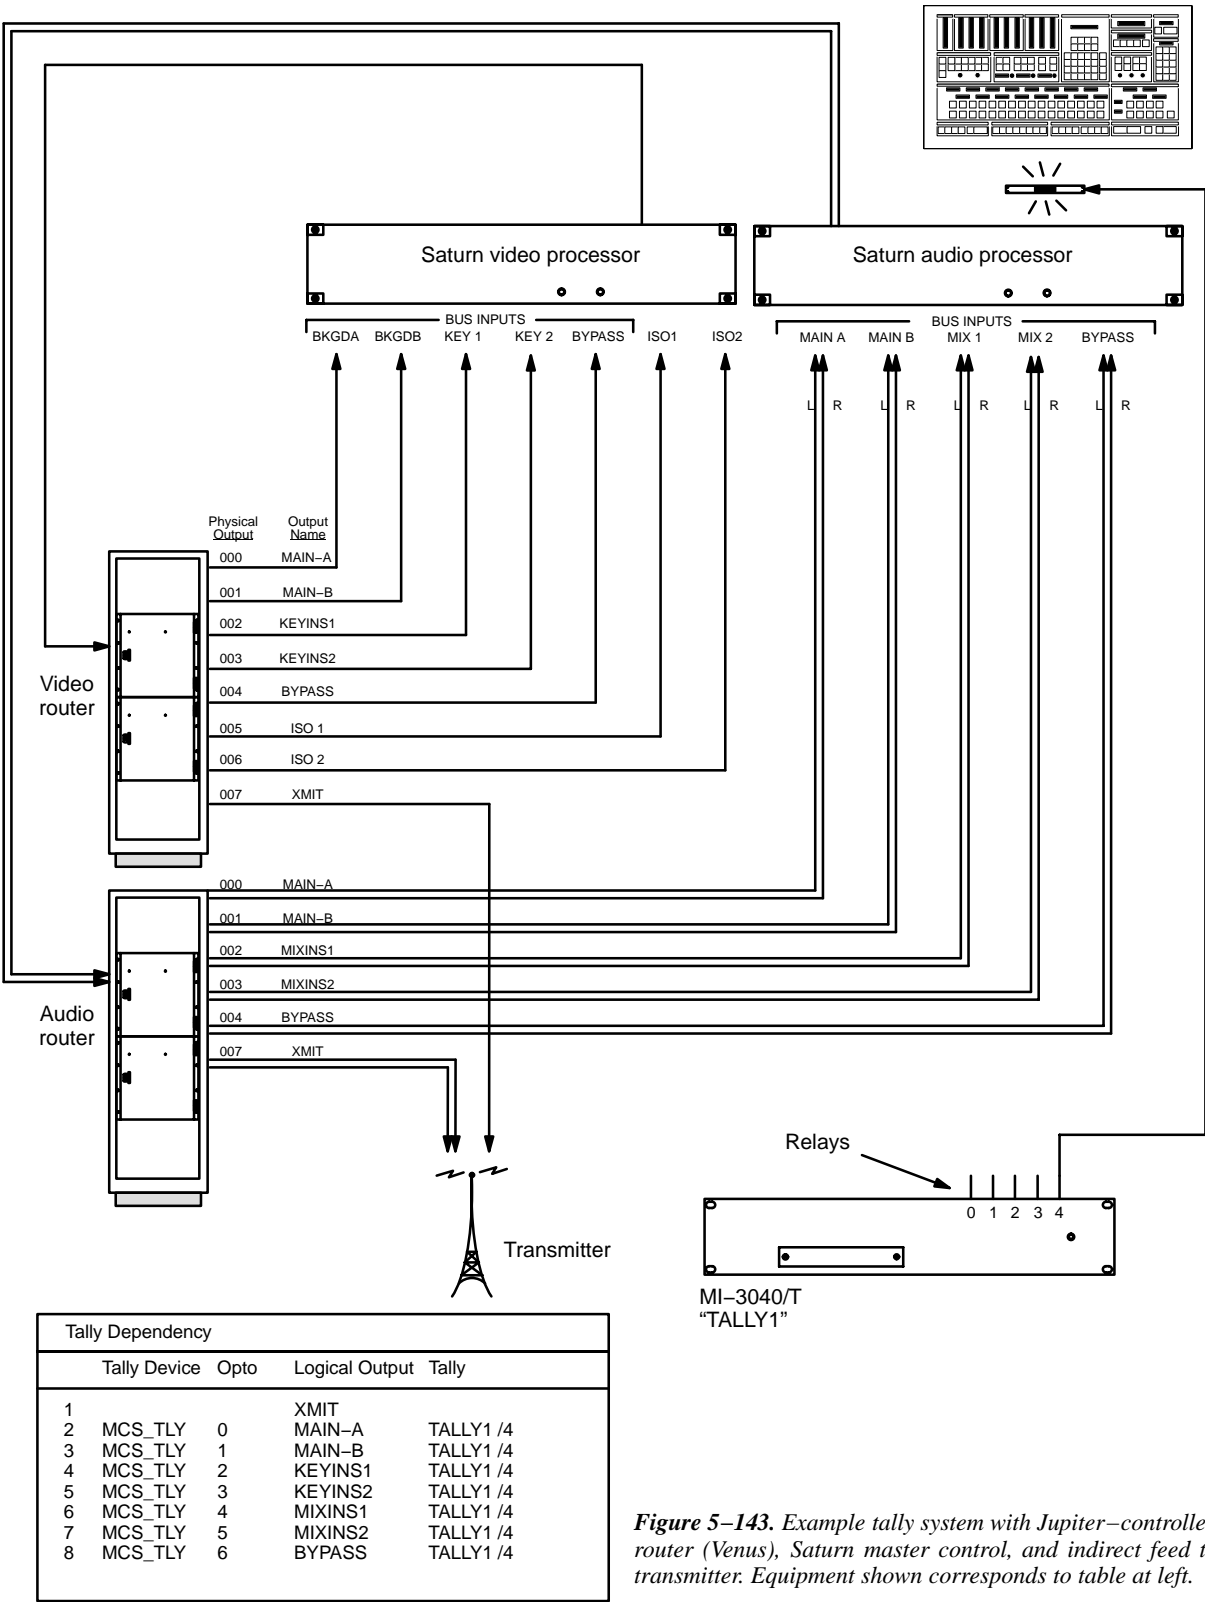 Saturn video processor
Saturn audio processor
BUS INPUTS
BKGDA BKGDB KEY 1 KEY 2 BYPASS ISO1 ISO2
BUS INPUTS
MAIN A MAIN B MIX 1 MIX 2 BYPASS
L R L R L R L R L R
Physical Output
Output Name
000 MAIN–A
001 MAIN–B
002 KEYINS1
003 KEYINS2
004 BYPASS
005 ISO 1
006 ISO 2
007 XMIT
Video
router
000 MAIN–A
001 MAIN–B
002 MIXINS1
003 MIXINS2
004 BYPASS
007 XMIT
Audio
router
Relays
0 1 2 3 4
Transmitter
MI–3040/T
“TALLY1”
Tally Dependency
Tally Device Opto Logical Output Tally
1 XMIT
2 MCS_TLY 0 MAIN–A TALLY1 /4
3 MCS_TLY 1 MAIN–B TALLY1 /4
4 MCS_TLY 2 KEYINS1 TALLY1 /4
5 MCS_TLY 3 KEYINS2 TALLY1 /4
6 MCS_TLY 4 MIXINS1 TALLY1 /4
7 MCS_TLY 5 MIXINS2 TALLY1 /4
8 MCS_TLY 6 BYPASS TALLY1 /4
Figure 5–143. Example tally system with Jupiter–controlle
router (Venus), Saturn master control, and indirect feed t
transmitter. Equipment shown corresponds to table at left.